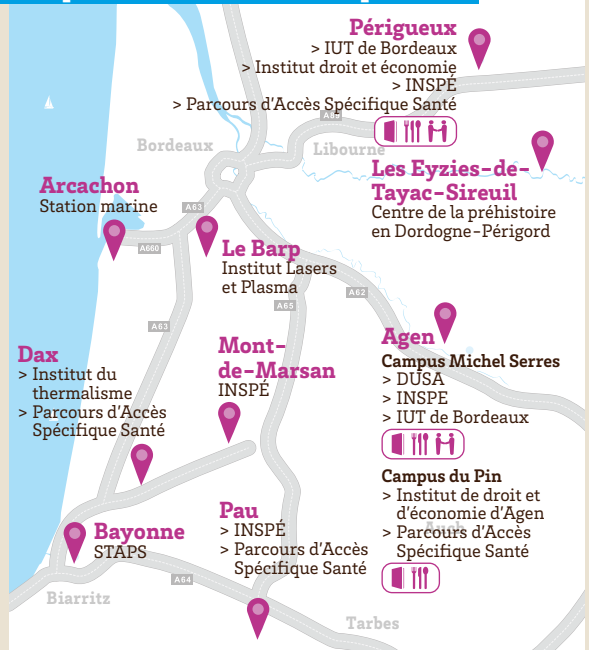 Périgueux
> IUT de Bordeaux
> Institut droit et économie
> INSPÉ
> Parcours d'Accès Spécifique Santé
Bordeaux
Libourne
Les Eyzies-de-
Tayac-Sireuil
Centre de la préhistoire
en Dordogne-Périgord
Arcachon
Station marine
A63
A660
Le Barp
Institut Lasers
et Plasma
A62
A65
A63
Agen
Campus Michel Serres
> DUSA
> INSPE
> IUT de Bordeaux
Campus du Pin
> Institut de droit et
d'économie d'Agen
> Parcours d'Accès
Spécifique Santé
Auch
Mont-
de-Marsan
INSPÉ
Dax
> Institut du
thermalisme
> Parcours d'Accès
Spécifique Santé
Pau
> INSPÉ
> Parcours d'Accès
Spécifique Santé
Bayonne
STAPS
A64
Biarritz
Tarbes